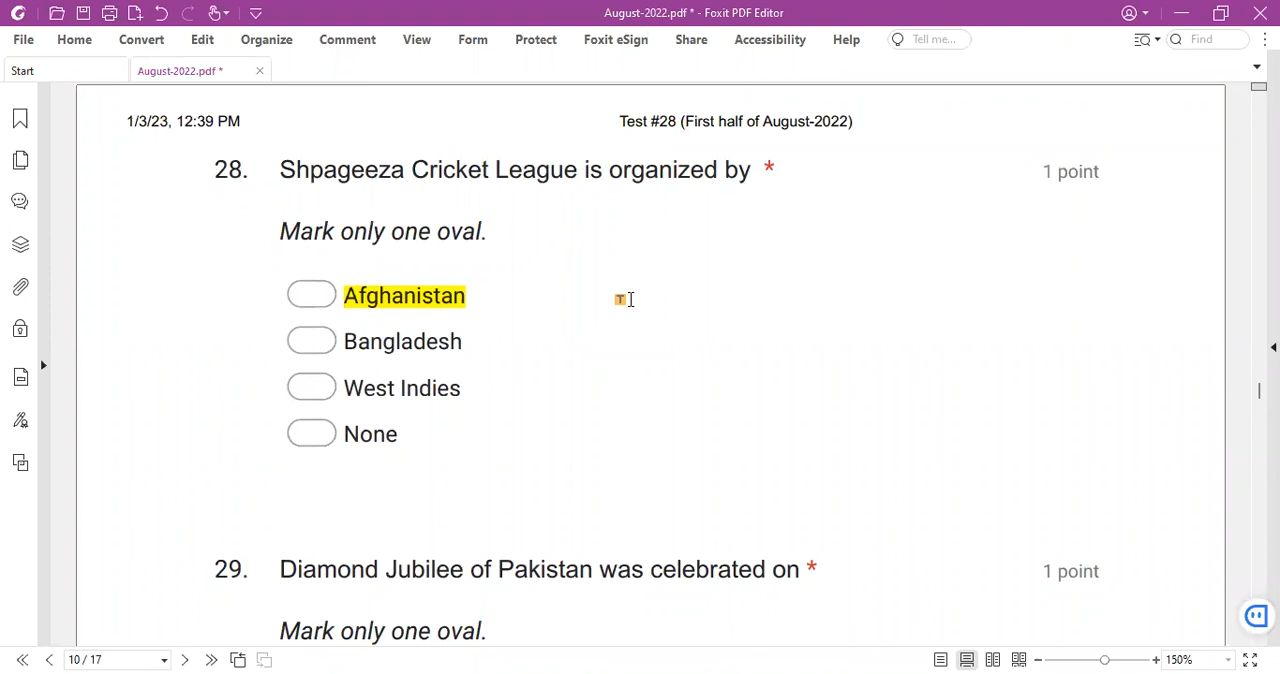 August-2022.pdf * - Foxit PDF Editor
File Home Convert Edit Organize Comment View Form Protect Foxit eSign Share Accessibility Help Tell me... Find
Start August-2022.pdf *
1/3/23, 12:39 PM Test #28 (First half of August-2022)
28. Shpageeza Cricket League is organized by * 1 point
Mark only one oval.
Afghanistan
T
Bangladesh
West Indies
None
29. Diamond Jubilee of Pakistan was celebrated on * 1 point
Mark only one oval.
10 / 17 150%